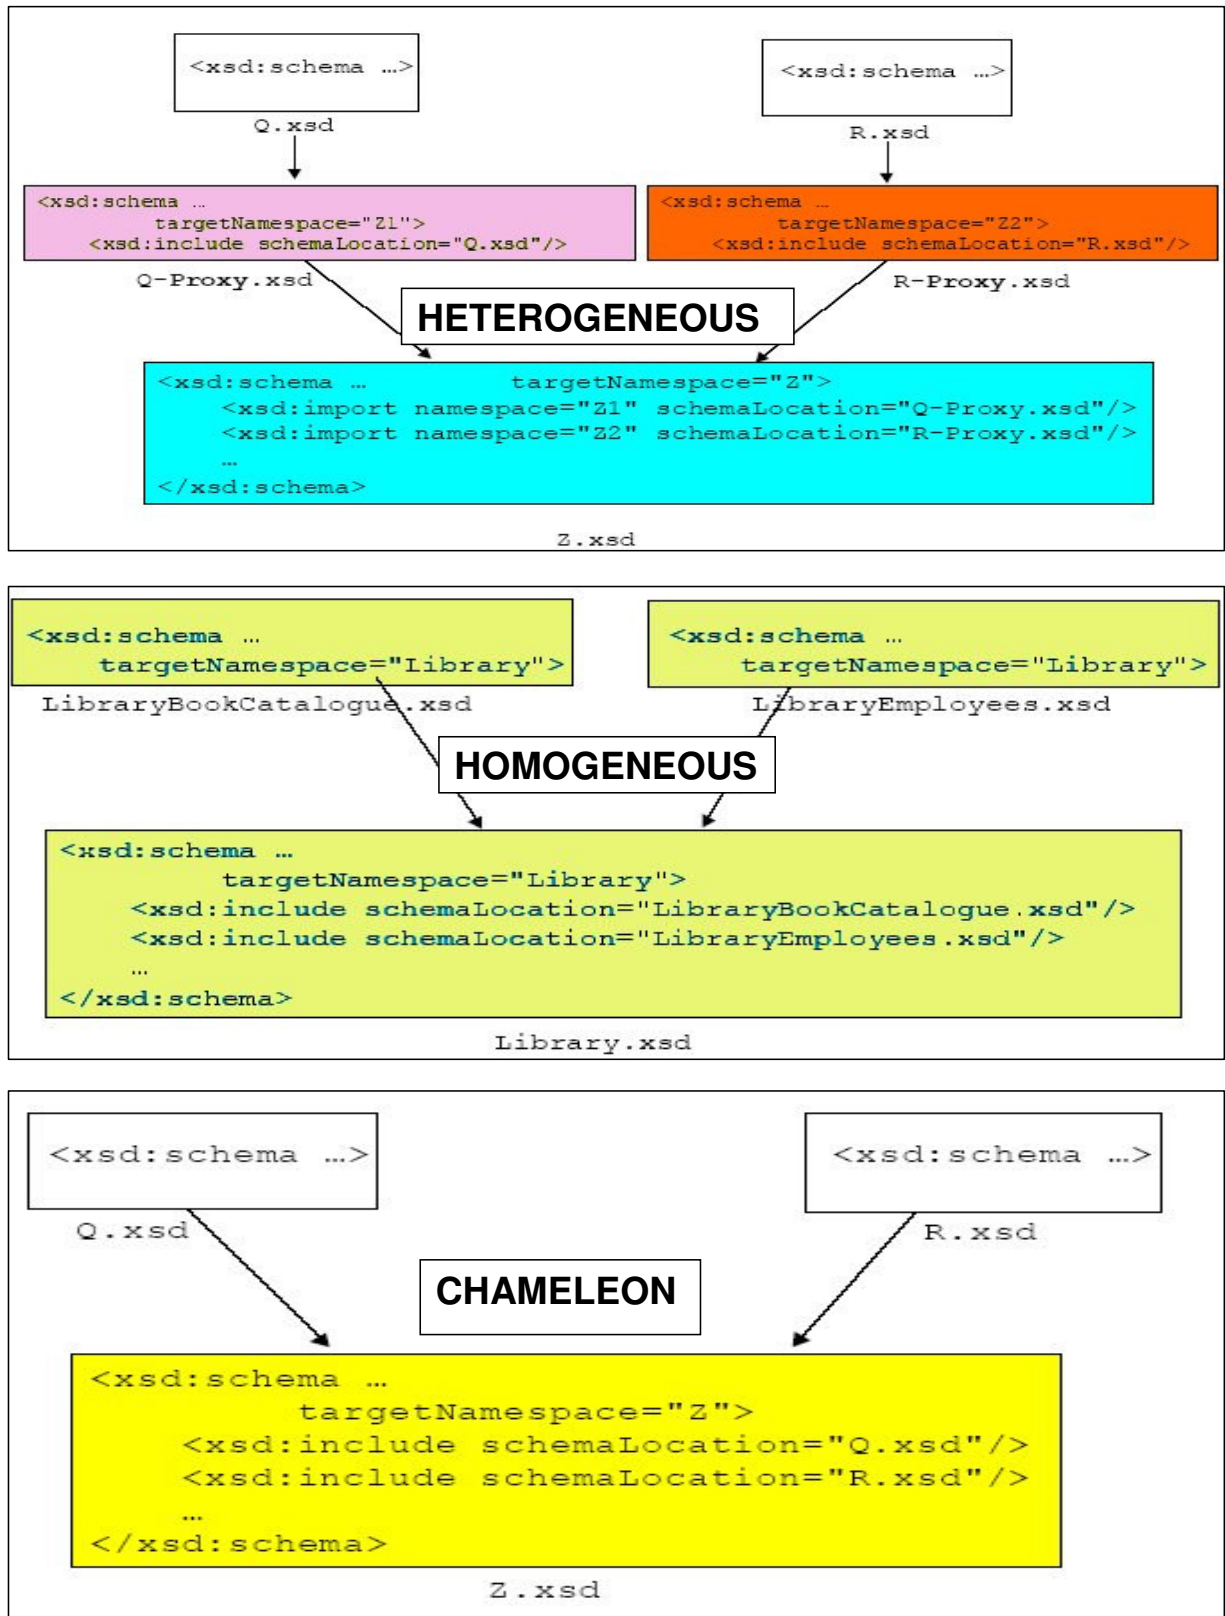 <xsd:schema …>
Q.xsd
<xsd:schema …>
R.xsd
<xsd:schema …
targetNamespace="Z1">
<xsd:include schemaLocation="Q.xsd"/>
Q-Proxy.xsd
<xsd:schema …
targetNamespace="Z2">
<xsd:include schemaLocation="R.xsd"/>
R-Proxy.xsd
HETEROGENEOUS
<xsd:schema … targetNamespace="Z">
<xsd:import namespace="Z1" schemaLocation="Q-Proxy.xsd"/>
<xsd:import namespace="Z2" schemaLocation="R-Proxy.xsd"/>
…
</xsd:schema>
Z.xsd
<xsd:schema …
targetNamespace="Library">
LibraryBookCatalogue.xsd
<xsd:schema …
targetNamespace="Library">
LibraryEmployees.xsd
HOMOGENEOUS
<xsd:schema …
targetNamespace="Library">
<xsd:include schemaLocation="LibraryBookCatalogue.xsd"/>
<xsd:include schemaLocation="LibraryEmployees.xsd"/>
…
</xsd:schema>
Library.xsd
<xsd:schema …>
Q.xsd
<xsd:schema …>
R.xsd
CHAMELEON
<xsd:schema …
targetNamespace="Z">
<xsd:include schemaLocation="Q.xsd"/>
<xsd:include schemaLocation="R.xsd"/>
…
</xsd:schema>
Z.xsd